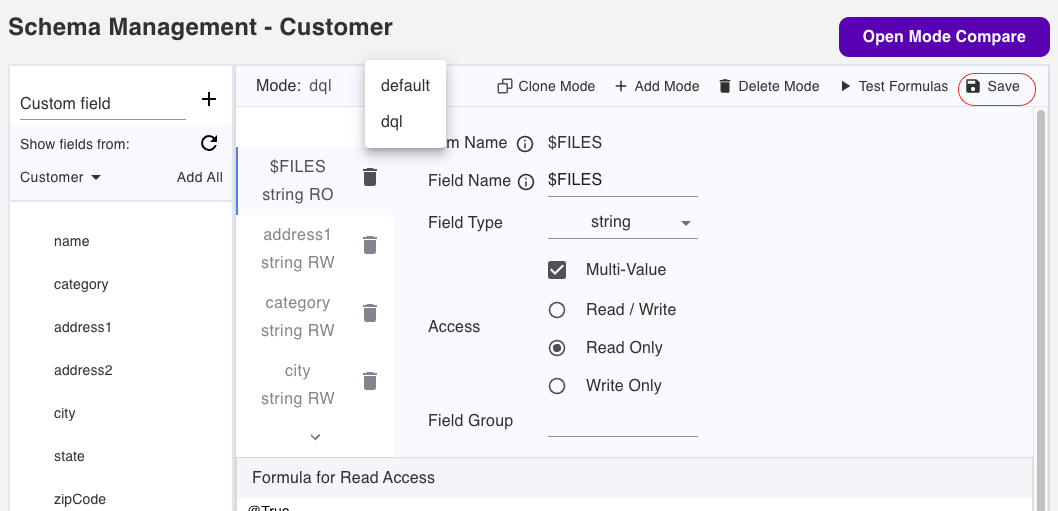 Schema Management - Customer
Open Mode Compare
Custom field
Show fields from:
Customer
Add All
name
category
address1
address2
city
state
zipCode
Mode: dql
default
dql
Clone Mode
Add Mode
Delete Mode
Test Formulas
Save
$FILES
string RO
address1
string RW
category
string RW
city
string RW
Name $FILES
Field Name $FILES
Field Type string
Multi-Value
Access
Read / Write
Read Only
Write Only
Field Group
Formula for Read Access
@True